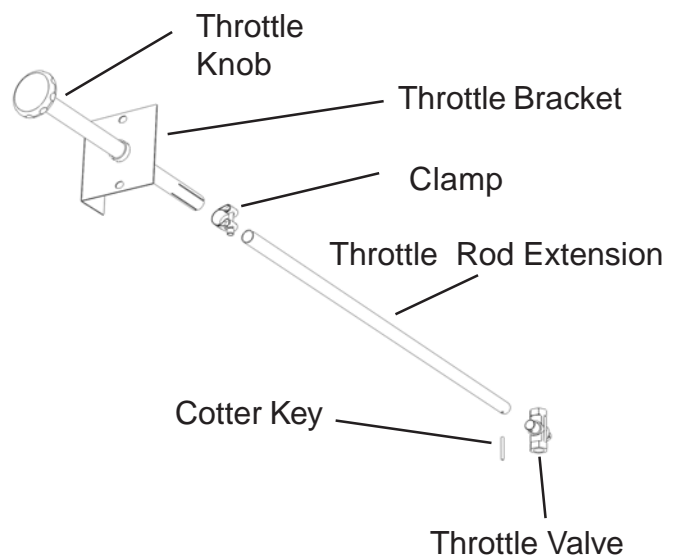 Throttle
Knob
Throttle Bracket
Clamp
Throttle Rod Extension
Cotter Key
Throttle Valve